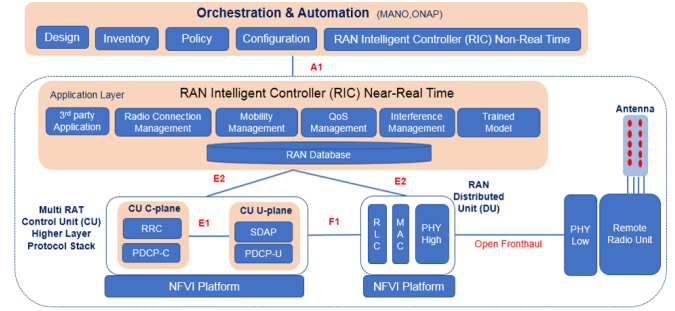 Orchestration & Automation (MANO,ONAP)
Design
Inventory
Policy
Configuration
RAN Intelligent Controller (RIC) Non-Real Time
A1
Application Layer
RAN Intelligent Controller (RIC) Near-Real Time
3rd party
Application
Radio Connection
Management
Mobility
Management
QoS
Management
Interference
Management
Trained
Model
RAN Database
Antenna
E2
E2
Multi RAT
Control Unit (CU)
Higher Layer
Protocol Stack
CU C-plane
RRC
PDCP-C
E1
CU U-plane
SDAP
PDCP-U
F1
RAN
Distributed
Unit (DU)
R
L
C
M
A
C
PHY
High
Open Fronthaul
PHY
Low
Remote
Radio Unit
NFVI Platform
NFVI Platform